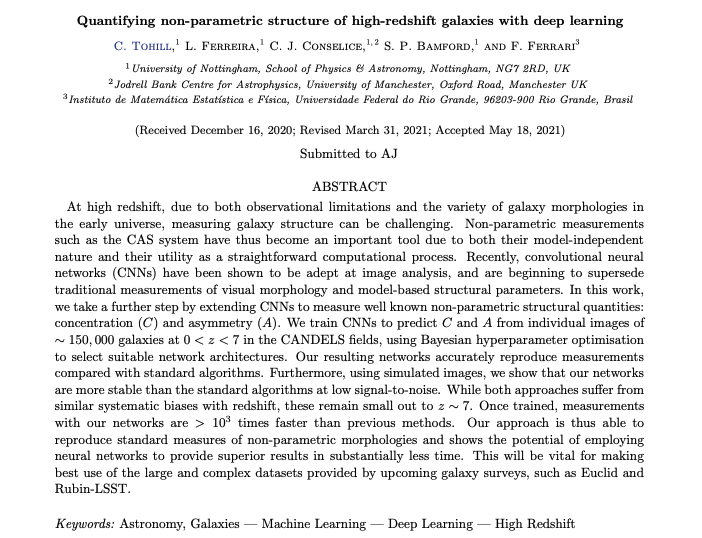 Quantifying non-parametric structure of high-redshift galaxies with deep learning
C. Tohill,¹ L. Ferreira,¹ C. J. Conselice,¹,² S. P. Bamford,¹ and F. Ferrari³
¹University of Nottingham, School of Physics & Astronomy, Nottingham, NG7 2RD, UK
²Jodrell Bank Centre for Astrophysics, University of Manchester, Oxford Road, Manchester UK
³Instituto de Matemática Estatística e Física, Universidade Federal do Rio Grande, 96203-900 Rio Grande, Brasil
(Received December 16, 2020; Revised March 31, 2021; Accepted May 18, 2021)
Submitted to AJ
ABSTRACT
At high redshift, due to both observational limitations and the variety of galaxy morphologies in
the early universe, measuring galaxy structure can be challenging. Non-parametric measurements
such as the CAS system have thus become an important tool due to both their model-independent
nature and their utility as a straightforward computational process. Recently, convolutional neural
networks (CNNs) have been shown to be adept at image analysis, and are beginning to supersede
traditional measurements of visual morphology and model-based structural parameters. In this work,
we take a further step by extending CNNs to measure well known non-parametric structural quantities:
concentration (C) and asymmetry (A). We train CNNs to predict C and A from individual images of
∼ 150,000 galaxies at 0 < z < 7 in the CANDELS fields, using Bayesian hyperparameter optimisation
to select suitable network architectures. Our resulting networks accurately reproduce measurements
compared with standard algorithms. Furthermore, using simulated images, we show that our networks
are more stable than the standard algorithms at low signal-to-noise. While both approaches suffer from
similar systematic biases with redshift, these remain small out to z ∼ 7. Once trained, measurements
with our networks are > 10³ times faster than previous methods. Our approach is thus able to
reproduce standard measures of non-parametric morphologies and shows the potential of employing
neural networks to provide superior results in substantially less time. This will be vital for making
best use of the large and complex datasets provided by upcoming galaxy surveys, such as Euclid and
Rubin-LSST.
Keywords: Astronomy, Galaxies — Machine Learning — Deep Learning — High Redshift